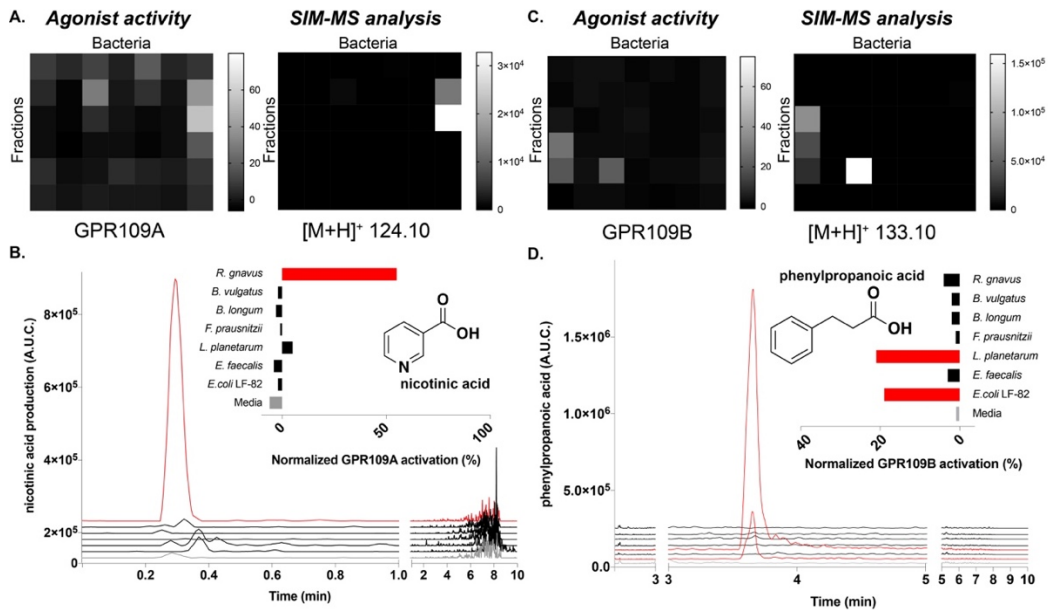 A.
Agonist activity
Bacteria
Fractions
80
60
40
20
0
GPR109A
SIM-MS analysis
Bacteria
Fractions
3×10⁴
2×10⁴
1×10⁴
0
[M+H]⁺ 124.10
C.
Agonist activity
Bacteria
Fractions
60
40
20
0
GPR109B
SIM-MS analysis
Bacteria
Fractions
1.5×10⁵
1.0×10⁵
5.0×10⁴
0
[M+H]⁺ 133.10
B.
nicotinic acid production (A.U.C.)
8×10⁵
6×10⁵
4×10⁵
2×10⁵
0
R. gnavus
B. vulgatus
B. longum
F. prausnitzii
L. planetarum
E. faecalis
E.coli LF-82
Media
0
50
100
Normalized GPR109A activation (%)
O
OH
N
nicotinic acid
0.2
0.4
0.6
0.8
1.0
2
4
6
8
10
Time (min)
D.
phenylpropanoic acid (A.U.C.)
1.5×10⁶
1.0×10⁶
5.0×10⁵
0
phenylpropanoic acid
O
OH
R. gnavus
B. vulgatus
B. longum
F. prausnitzii
L. planetarum
E. faecalis
E.coli LF-82
Media
40
20
0
Normalized GPR109B activation (%)
3
3
4
5
5
6
7
8
9
10
Time (min)